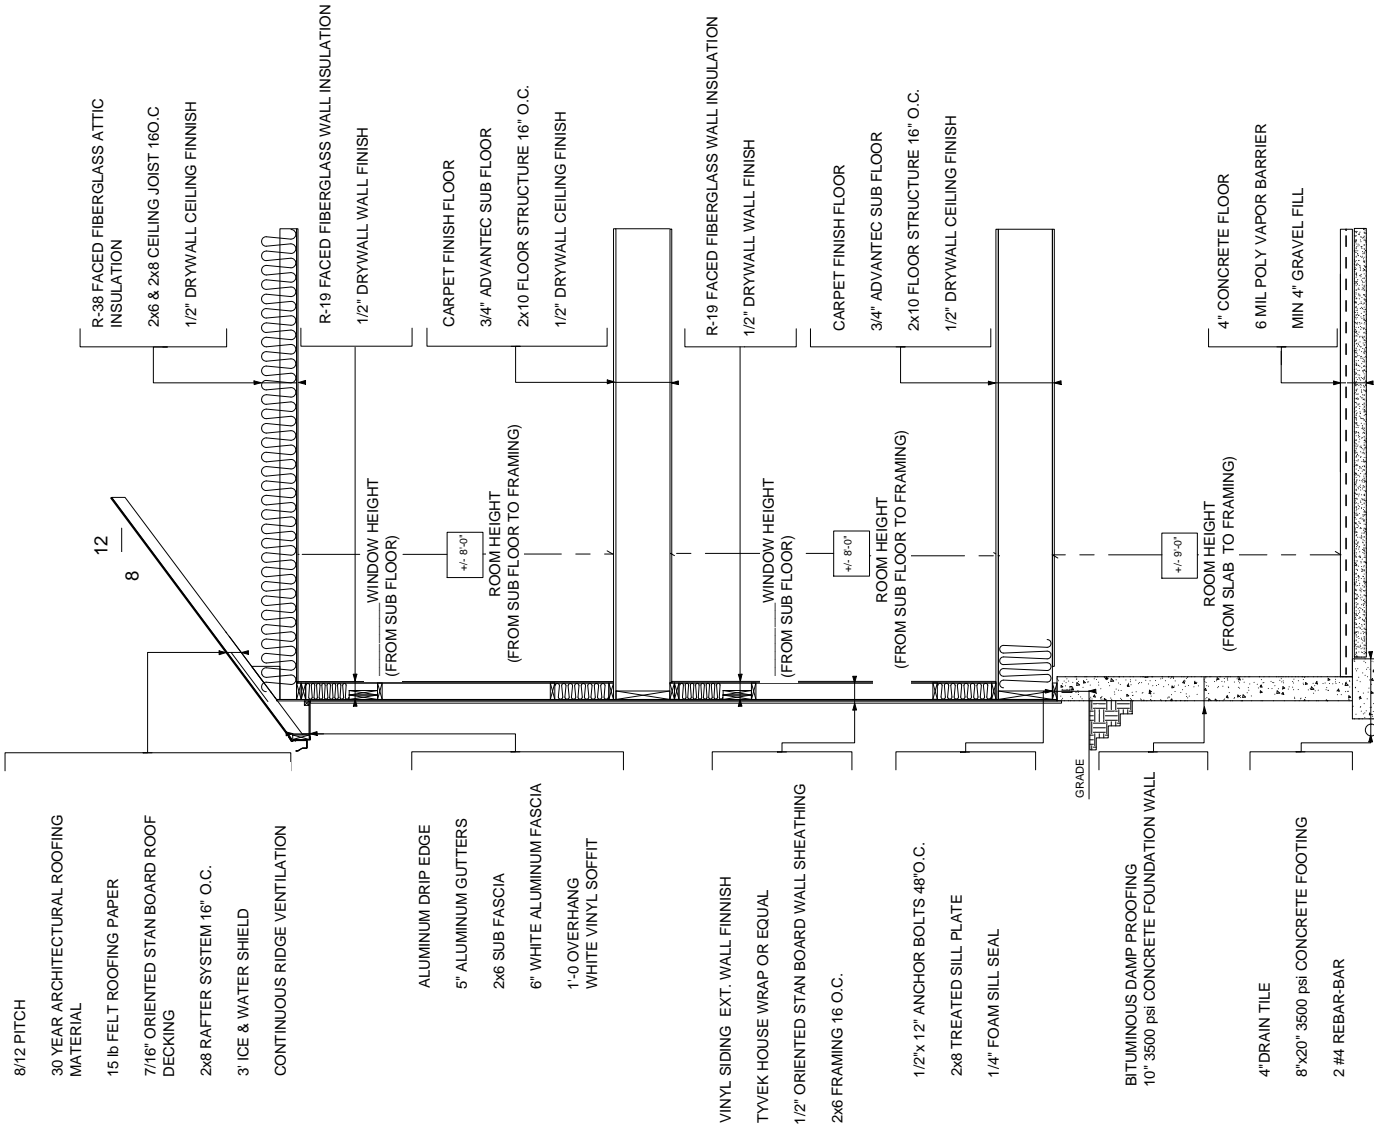 8/12 PITCH
30 YEAR ARCHITECTURAL ROOFING
MATERIAL
15 lb FELT ROOFING PAPER
7/16" ORIENTED STAN BOARD ROOF
DECKING
2x8 RAFTER SYSTEM 16" O.C.
3' ICE & WATER SHIELD
CONTINUOUS RIDGE VENTILATION
ALUMINUM DRIP EDGE
5" ALUMINUM GUTTERS
2x6 SUB FASCIA
6" WHITE ALUMINUM FASCIA
1'-0 OVERHANG
WHITE VINYL SOFFIT
VINYL SIDING EXT. WALL FINNISH
TYVEK HOUSE WRAP OR EQUAL
1/2" ORIENTED STAN BOARD WALL SHEATHING
2x6 FRAMING 16 O.C.
1/2"x 12" ANCHOR BOLTS 48"O.C.
2x8 TREATED SILL PLATE
1/4" FOAM SILL SEAL
GRADE
BITUMINOUS DAMP PROOFING
10" 3500 psi CONCRETE FOUNDATION WALL
4"DRAIN TILE
8"x20" 3500 psi CONCRETE FOOTING
2 #4 REBAR-BAR
12
8
WINDOW HEIGHT
(FROM SUB FLOOR)
+/- 8'-0"
ROOM HEIGHT
(FROM SUB FLOOR TO FRAMING)
WINDOW HEIGHT
(FROM SUB FLOOR)
+/- 8'-0"
ROOM HEIGHT
(FROM SUB FLOOR TO FRAMING)
+/- 9'-0"
ROOM HEIGHT
(FROM SLAB TO FRAMING)
R-38 FACED FIBERGLASS ATTIC
INSULATION
2x6 & 2x8 CEILING JOIST 16O.C
1/2" DRYWALL CEILING FINNISH
R-19 FACED FIBERGLASS WALL INSULATION
1/2" DRYWALL WALL FINISH
CARPET FINISH FLOOR
3/4" ADVANTEC SUB FLOOR
2x10 FLOOR STRUCTURE 16" O.C.
1/2" DRYWALL CEILING FINISH
R-19 FACED FIBERGLASS WALL INSULATION
1/2" DRYWALL WALL FINISH
CARPET FINISH FLOOR
3/4" ADVANTEC SUB FLOOR
2x10 FLOOR STRUCTURE 16" O.C.
1/2" DRYWALL CEILING FINISH
4" CONCRETE FLOOR
6 MIL POLY VAPOR BARRIER
MIN 4" GRAVEL FILL